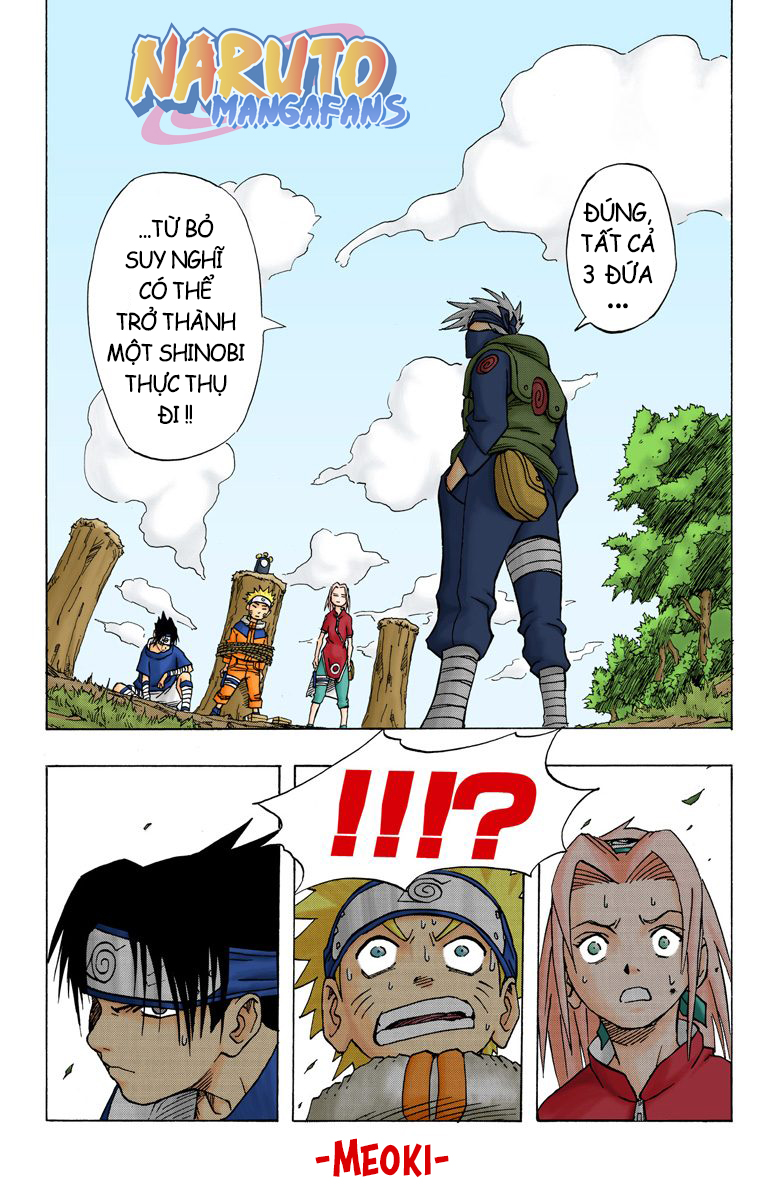 NARUTO
MANGAFANS
ĐÚNG,
TẤT CẢ
3 ĐỨA
...
...TỪ BỎ
SUY NGHĨ
CÓ THỂ
TRỞ THÀNH
MỘT SHINOBI
THỰC THỤ
ĐI !!
!!!?
-MEOKI-